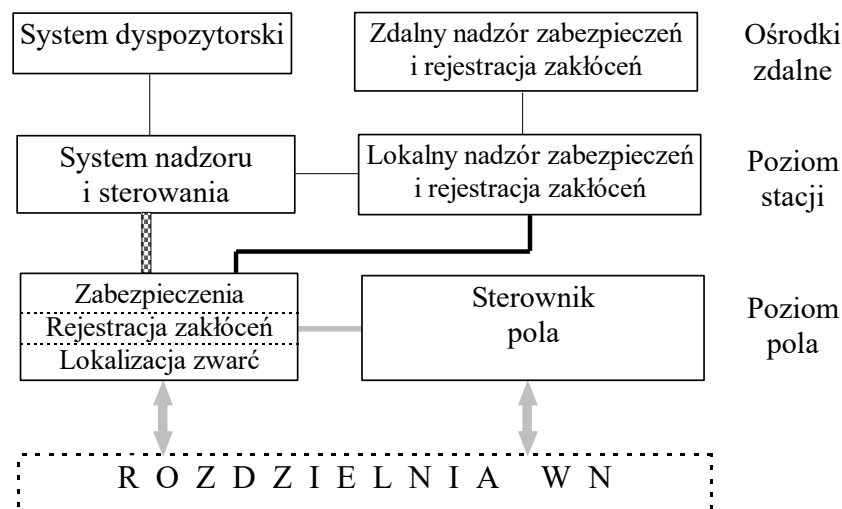 System dyspozytorski
Zdalny nadzór zabezpieczeń
i rejestracja zakłóceń
Ośrodki
zdalne
System nadzoru
i sterowania
Lokalny nadzór zabezpieczeń
i rejestracja zakłóceń
Poziom
stacji
Zabezpieczenia
Rejestracja zakłóceń
Lokalizacja zwarć
Sterownik
pola
Poziom
pola
R O Z D Z I E L N I A W N